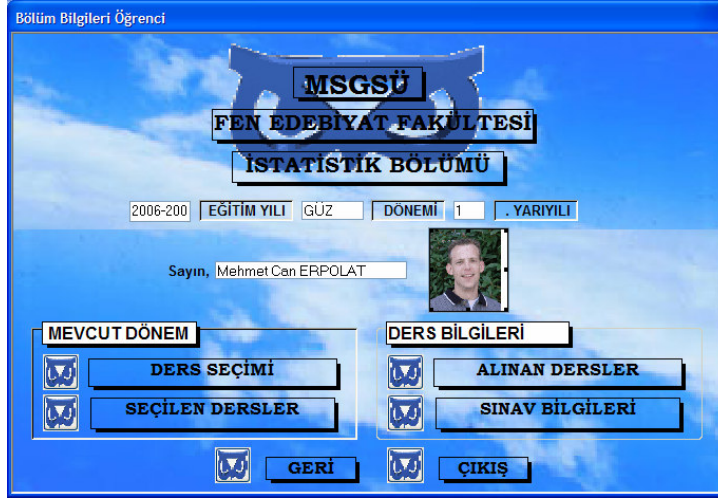 Bölüm Bilgileri Öğrenci
MSGSÜ
FEN EDEBİYAT FAKÜLTESİ
İSTATİSTİK BÖLÜMÜ
2006-200 EĞİTİM YILI GÜZ DÖNEMİ 1 . YARIYILI
Sayın, Mehmet Can ERPOLAT
MEVCUT DÖNEM
DERS SEÇİMİ
SEÇİLEN DERSLER
DERS BİLGİLERİ
ALINAN DERSLER
SINAV BİLGİLERİ
GERİ
ÇIKIŞ